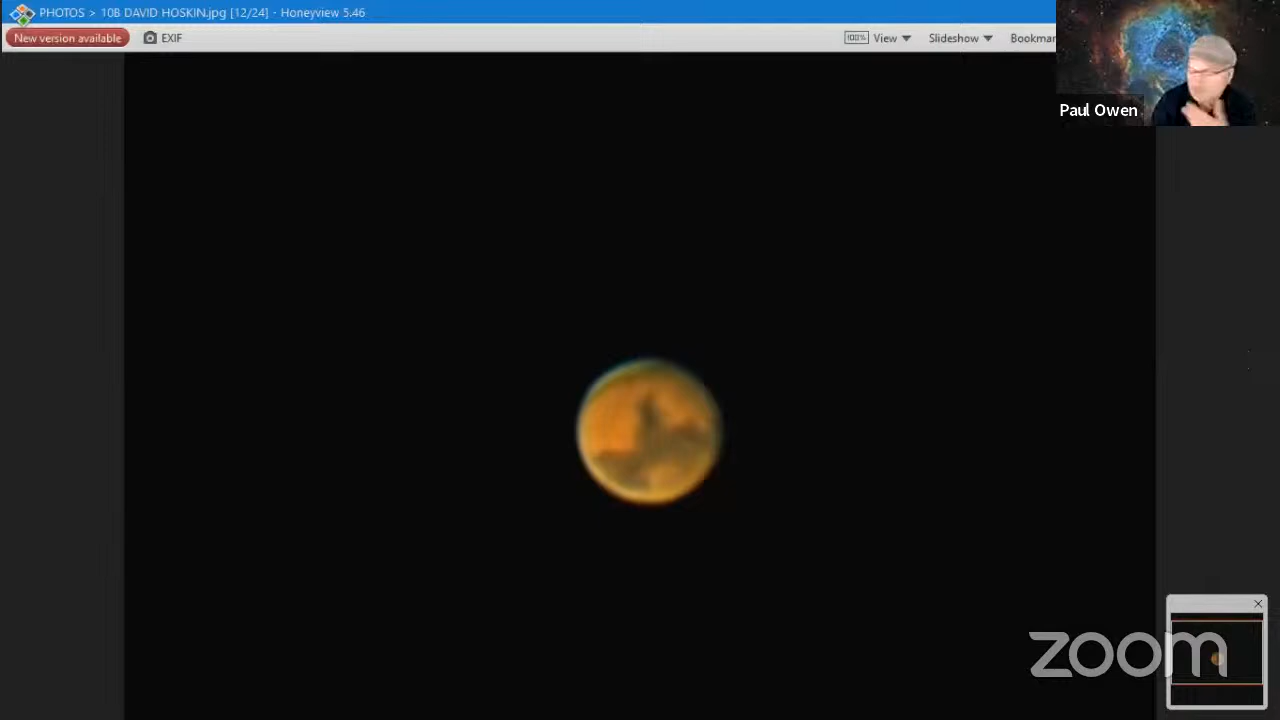 PHOTOS > 10B DAVID HOSKIN.jpg [12/24] - Honeyview 5.46
New version available
EXIF
100%
View
Slideshow
Bookmar
Paul Owen
zoom